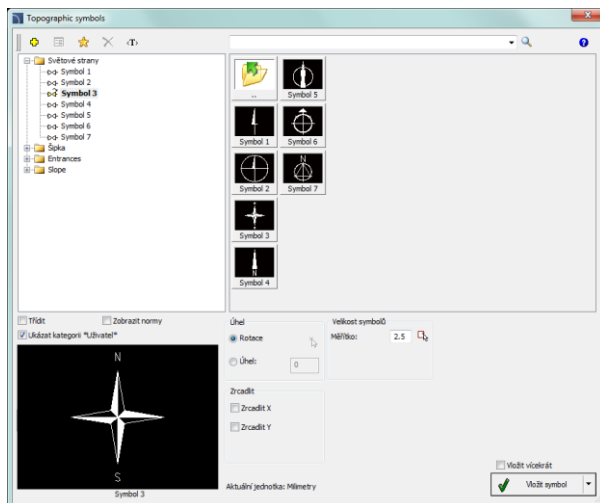 Topographic symbols
‹T›
Světové strany
Symbol 1
Symbol 2
Symbol 3
Symbol 4
Symbol 5
Symbol 6
Symbol 7
Šipka
Entrances
Slope
..
Symbol 5
Symbol 1
Symbol 6
Symbol 2
N
Symbol 7
Symbol 3
N
Symbol 4
Třídit
Zobrazit normy
Ukázat kategorii "Uživatel"
N
S
Symbol 3
Úhel
Rotace
Úhel:
0
Zrcadlit
Zrcadlit X
Zrcadlit Y
Velikost symbolů
Měřítko:
2.5
Aktuální jednotka: Milimetry
Vložit vícekrát
Vložit symbol